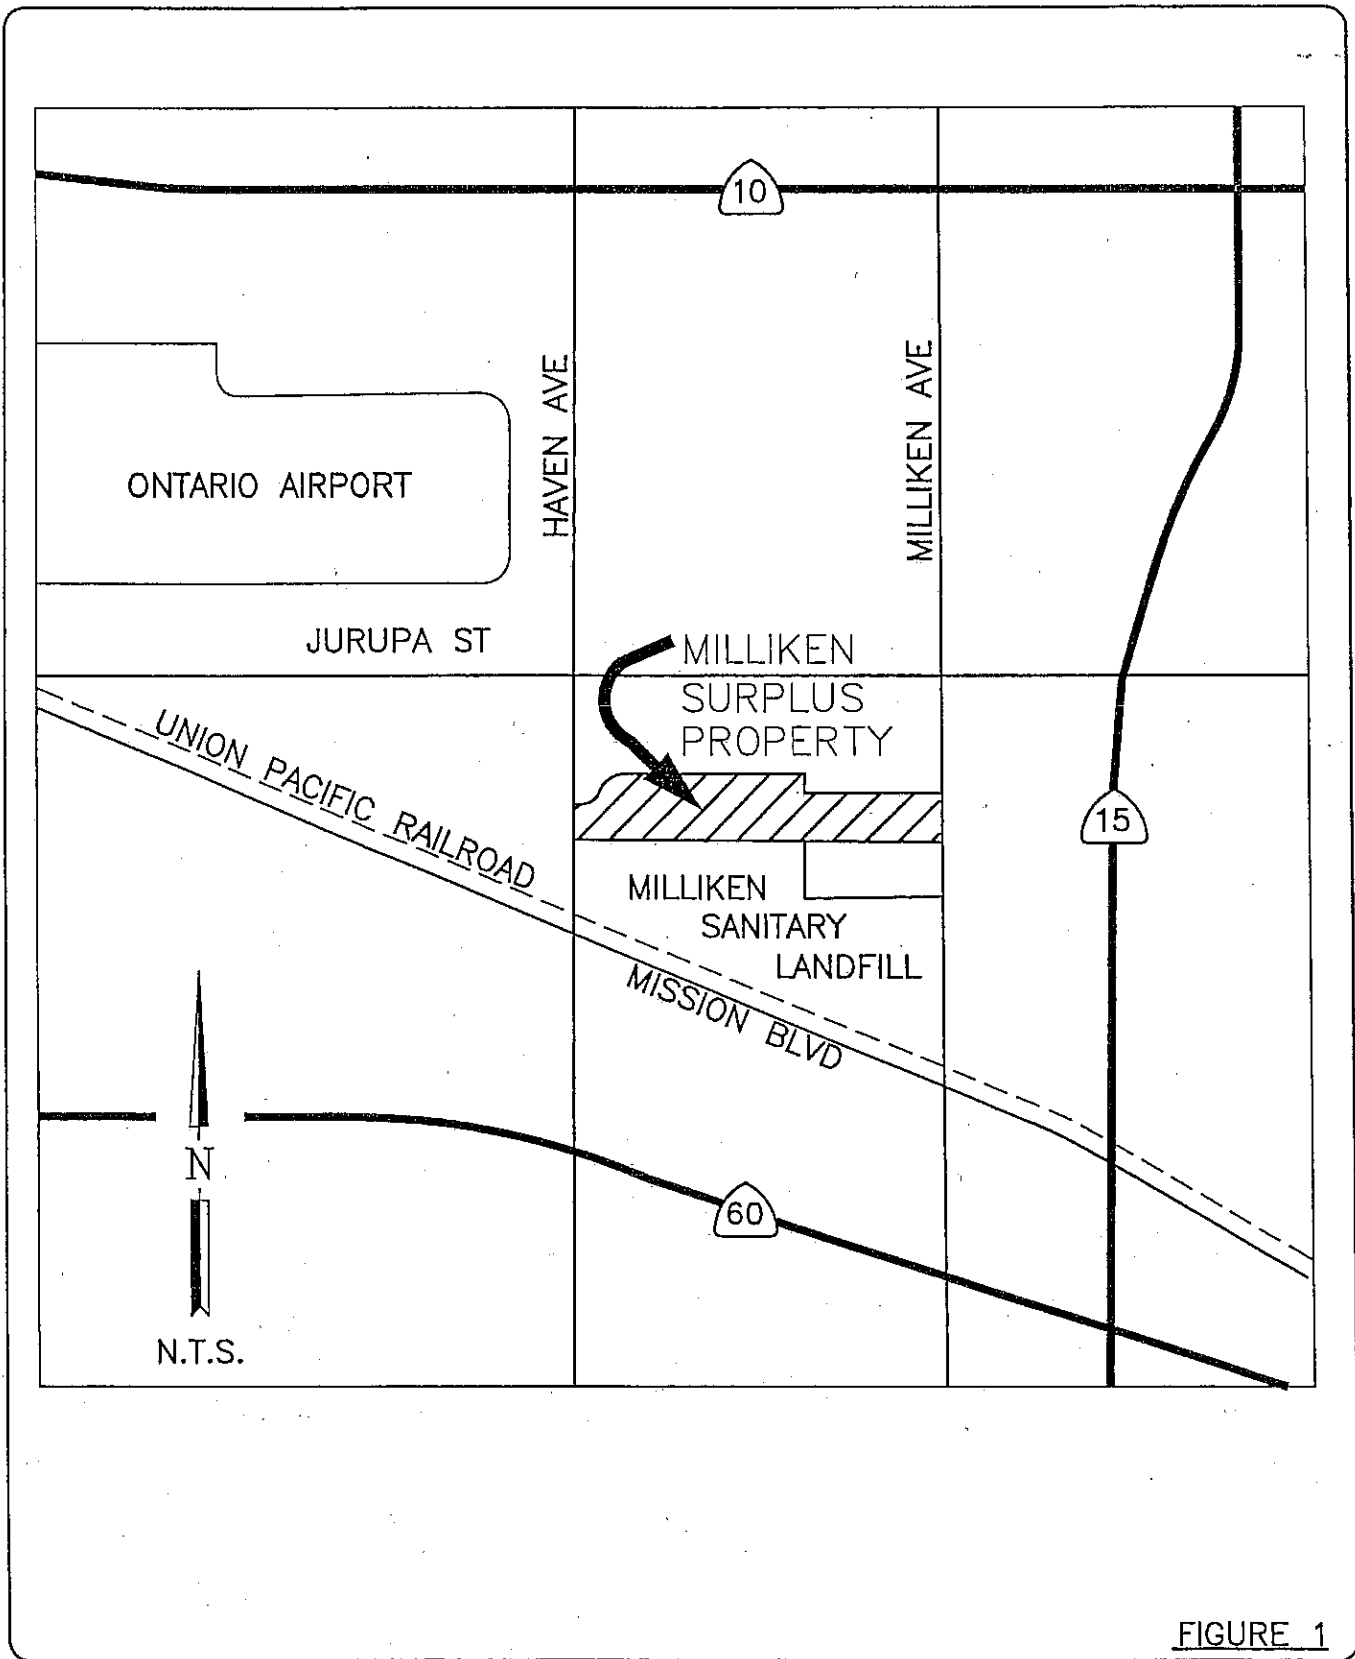 10
HAVEN AVE
MILLIKEN AVE
ONTARIO AIRPORT
JURUPA ST
MILLIKEN
SURPLUS
PROPERTY
UNION PACIFIC RAILROAD
15
MILLIKEN
SANITARY
LANDFILL
MISSION BLVD
N
60
N.T.S.
FIGURE 1